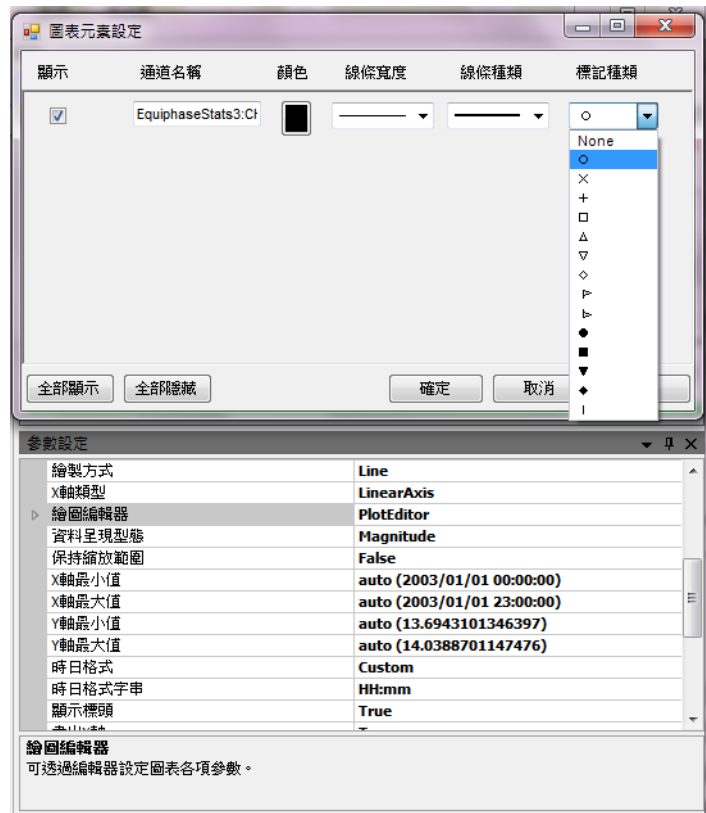 圖表元素設定
顯示 通道名稱 顏色 線條寬度 線條種類 標記種類
EquiphaseStats3:CH
None
全部顯示 全部隱藏 確定 取消
參數設定
繪製方式 Line
X軸類型 LinearAxis
繪圖編輯器 PlotEditor
資料呈現型態 Magnitude
保持縮放範圍 False
X軸最小值 auto (2003/01/01 00:00:00)
X軸最大值 auto (2003/01/01 23:00:00)
Y軸最小值 auto (13.6943101346397)
Y軸最大值 auto (14.0388701147476)
時日格式 Custom
時日格式字串 HH:mm
顯示標頭 True
繪圖編輯器
可透過編輯器設定圖表各項參數。